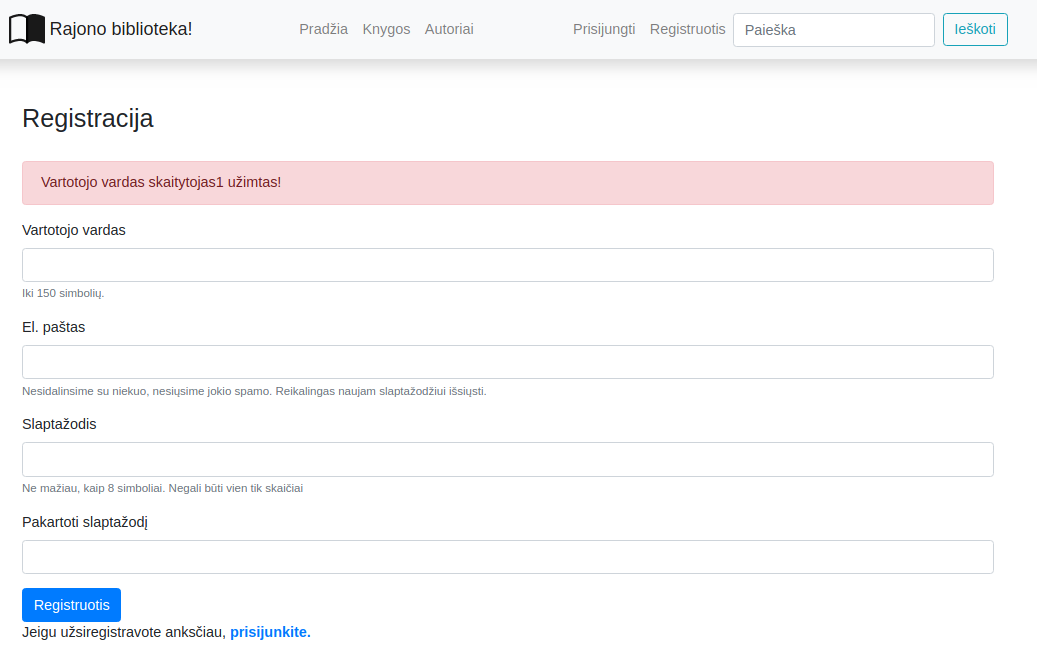 Rajono biblioteka! Pradžia Knygos Autoriai Prisijungti Registruotis Paieška Ieškoti
Registracija
Vartotojo vardas skaitytojas1 užimtas!
Vartotojo vardas
Iki 150 simbolių.
El. paštas
Nesidalinsime su niekuo, nesiųsime jokio spamo. Reikalingas naujam slaptažodžiui išsiųsti.
Slaptažodis
Ne mažiau, kaip 8 simboliai. Negali būti vien tik skaičiai
Pakartoti slaptažodį
Registruotis
Jeigu užsiregistravote anksčiau, prisijunkite.